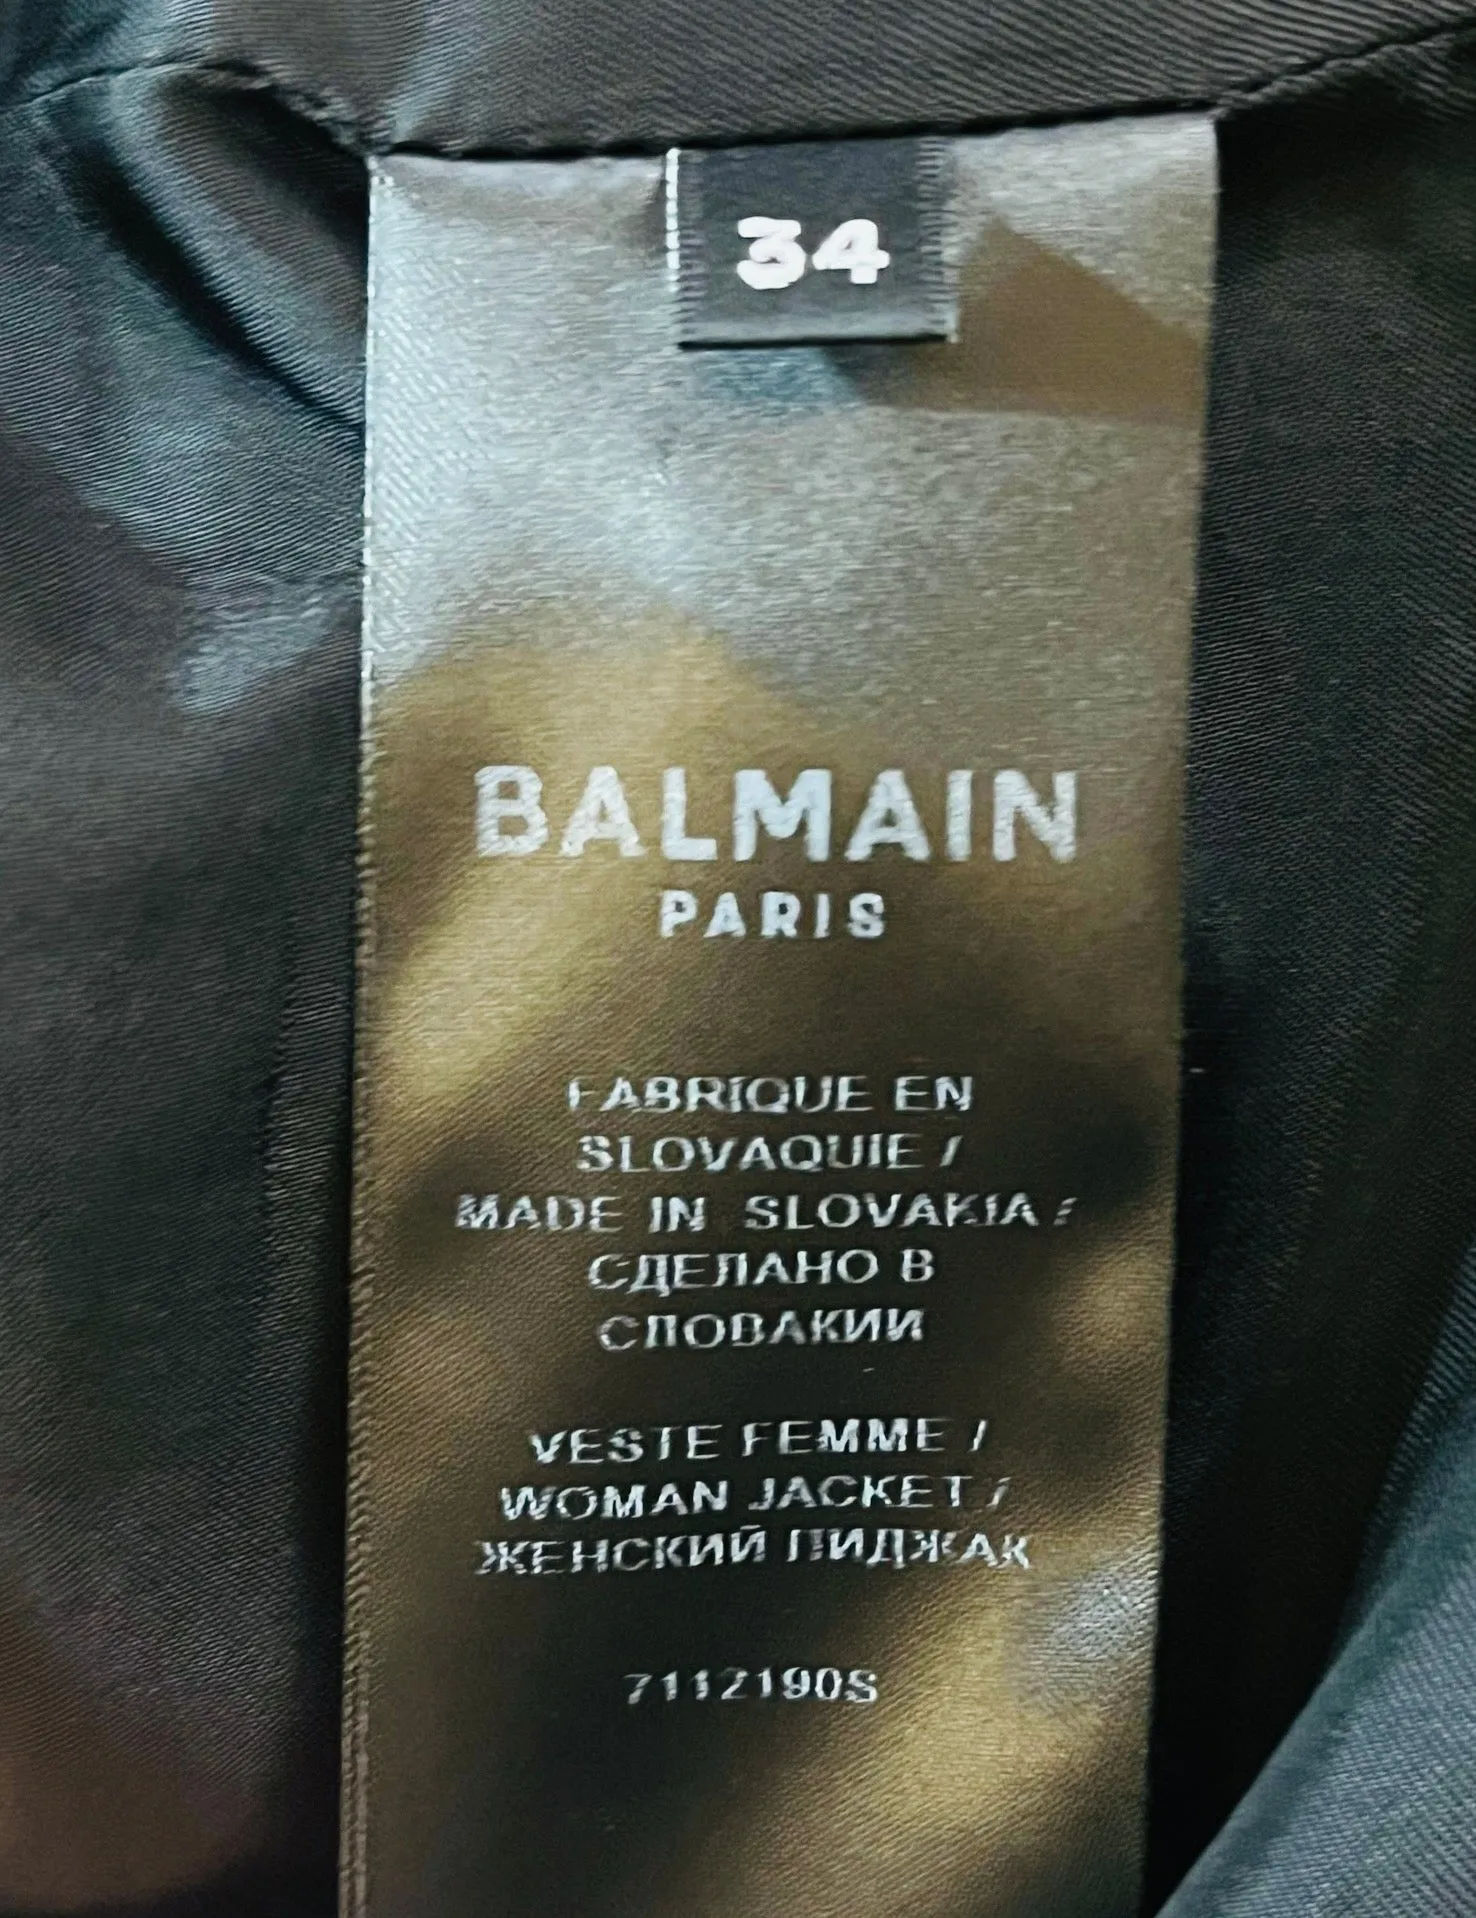 34
BALMAIN
PARIS
FABRIQUE EN
SLOVAQUIE /
MADE IN SLOVAKIA /
СДЕЛАНО В
СЛОВАКИИ
VESTE FEMME /
WOMAN JACKET /
ЖЕНСКИЙ ПИДЖАК
7112190S